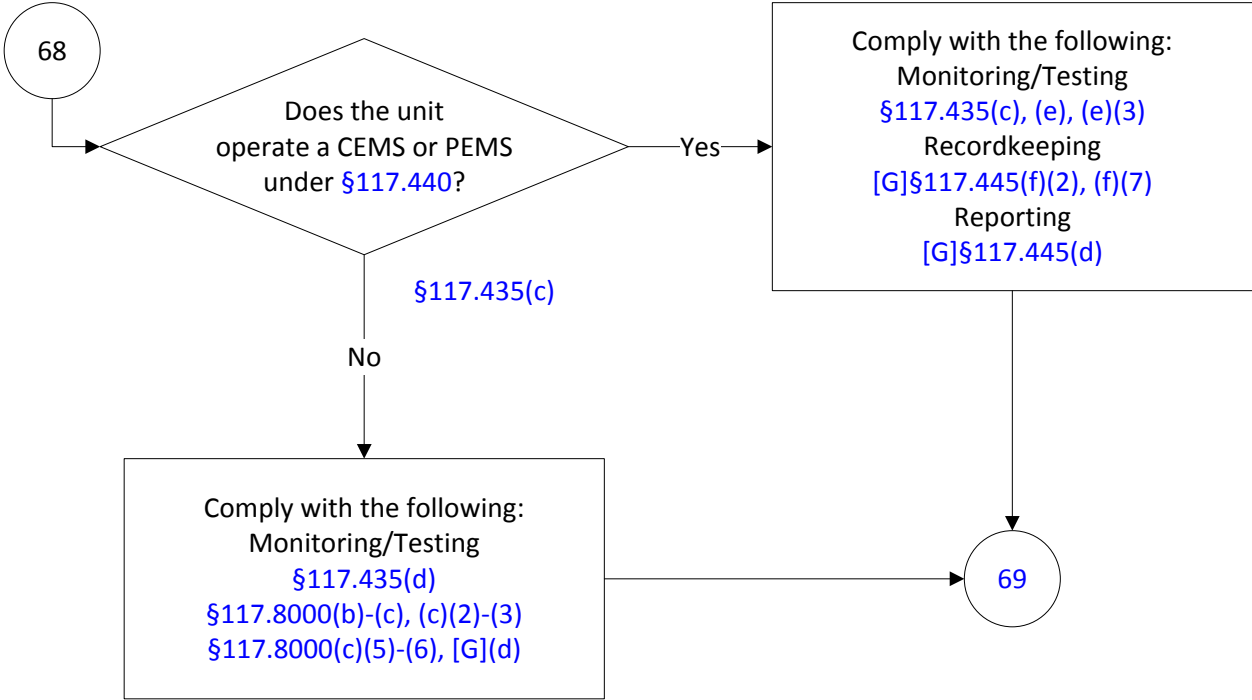 68
Does the unit
operate a CEMS or PEMS
under §117.440?
Yes
Comply with the following:
Monitoring/Testing
§117.435(c), (e), (e)(3)
Recordkeeping
[G]§117.445(f)(2), (f)(7)
Reporting
[G]§117.445(d)
§117.435(c)
No
Comply with the following:
Monitoring/Testing
§117.435(d)
§117.8000(b)-(c), (c)(2)-(3)
§117.8000(c)(5)-(6), [G](d)
69